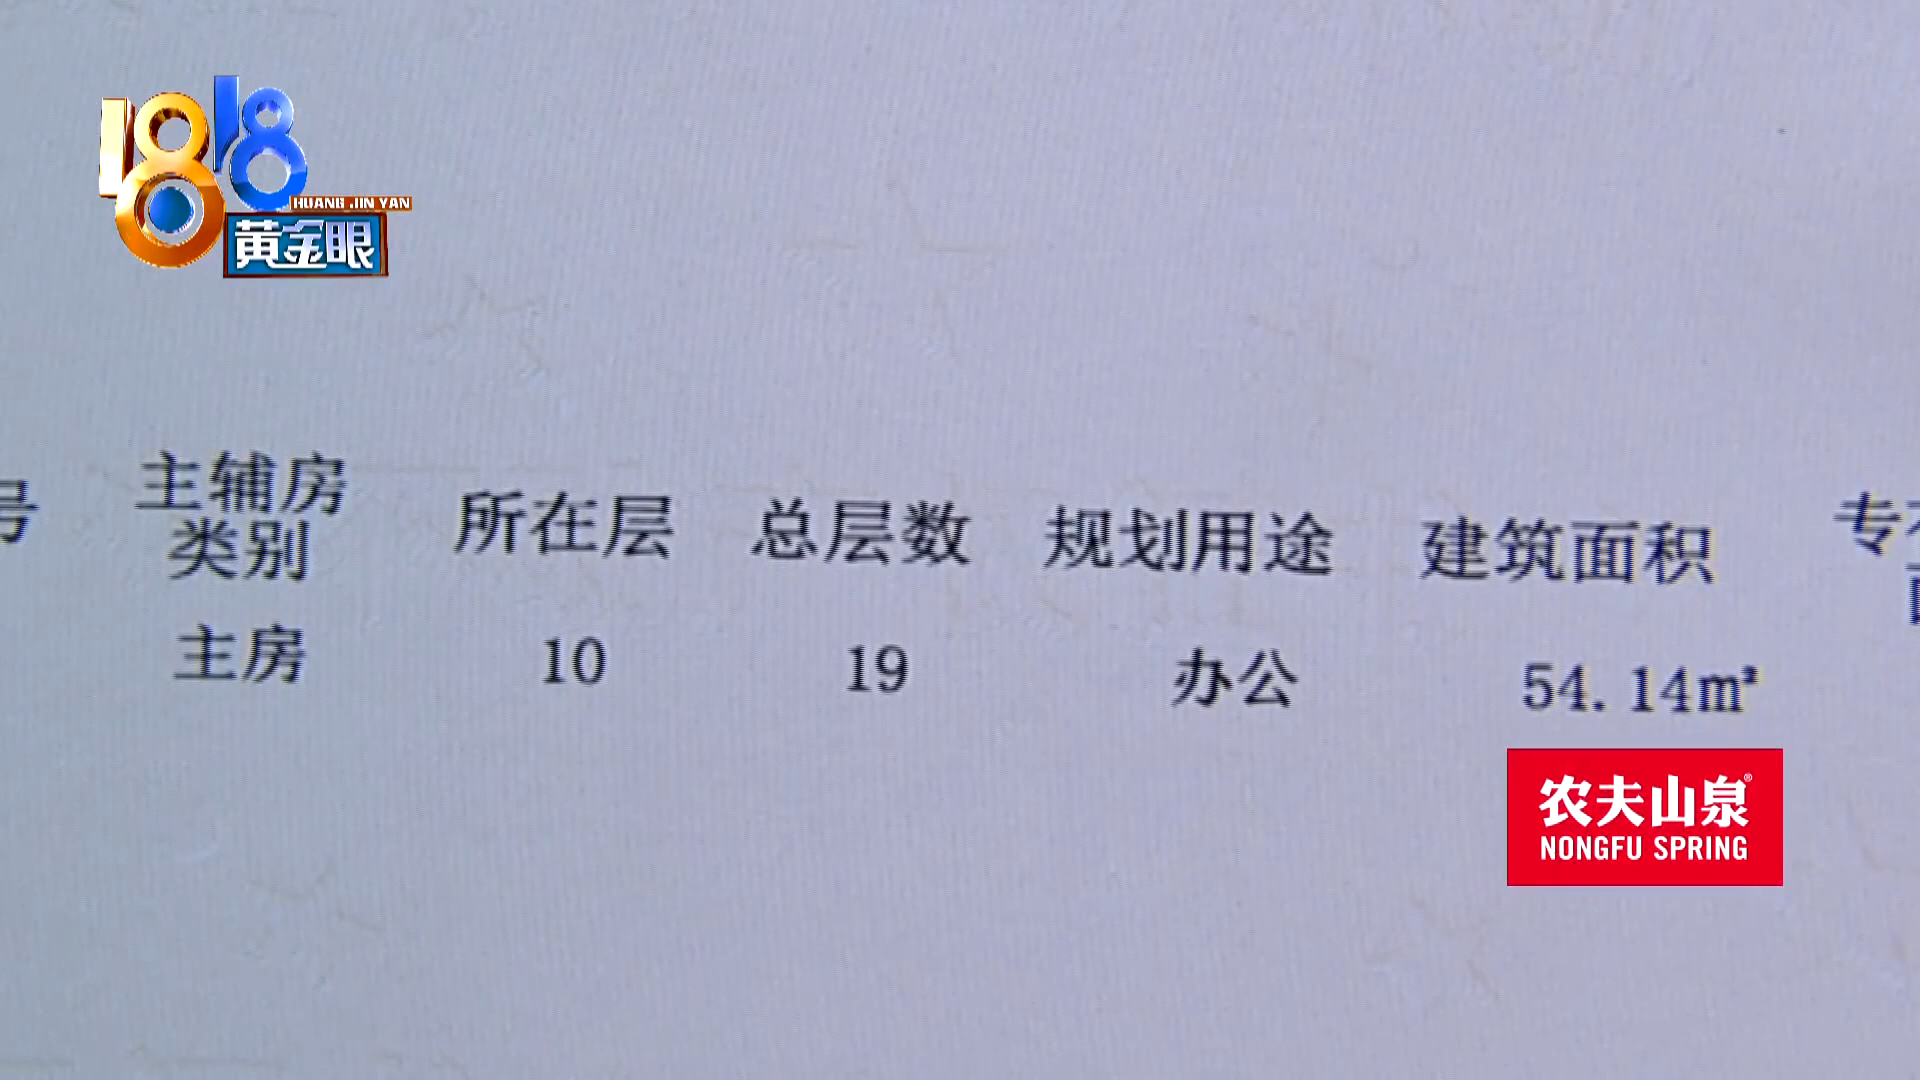 1818
HUANG JIN YAN
黄金眼
号 主辅房类别 所在层 总层数 规划用途 建筑面积 专
主房 10 19 办公 54.14m²
农夫山泉®
NONGFU SPRING